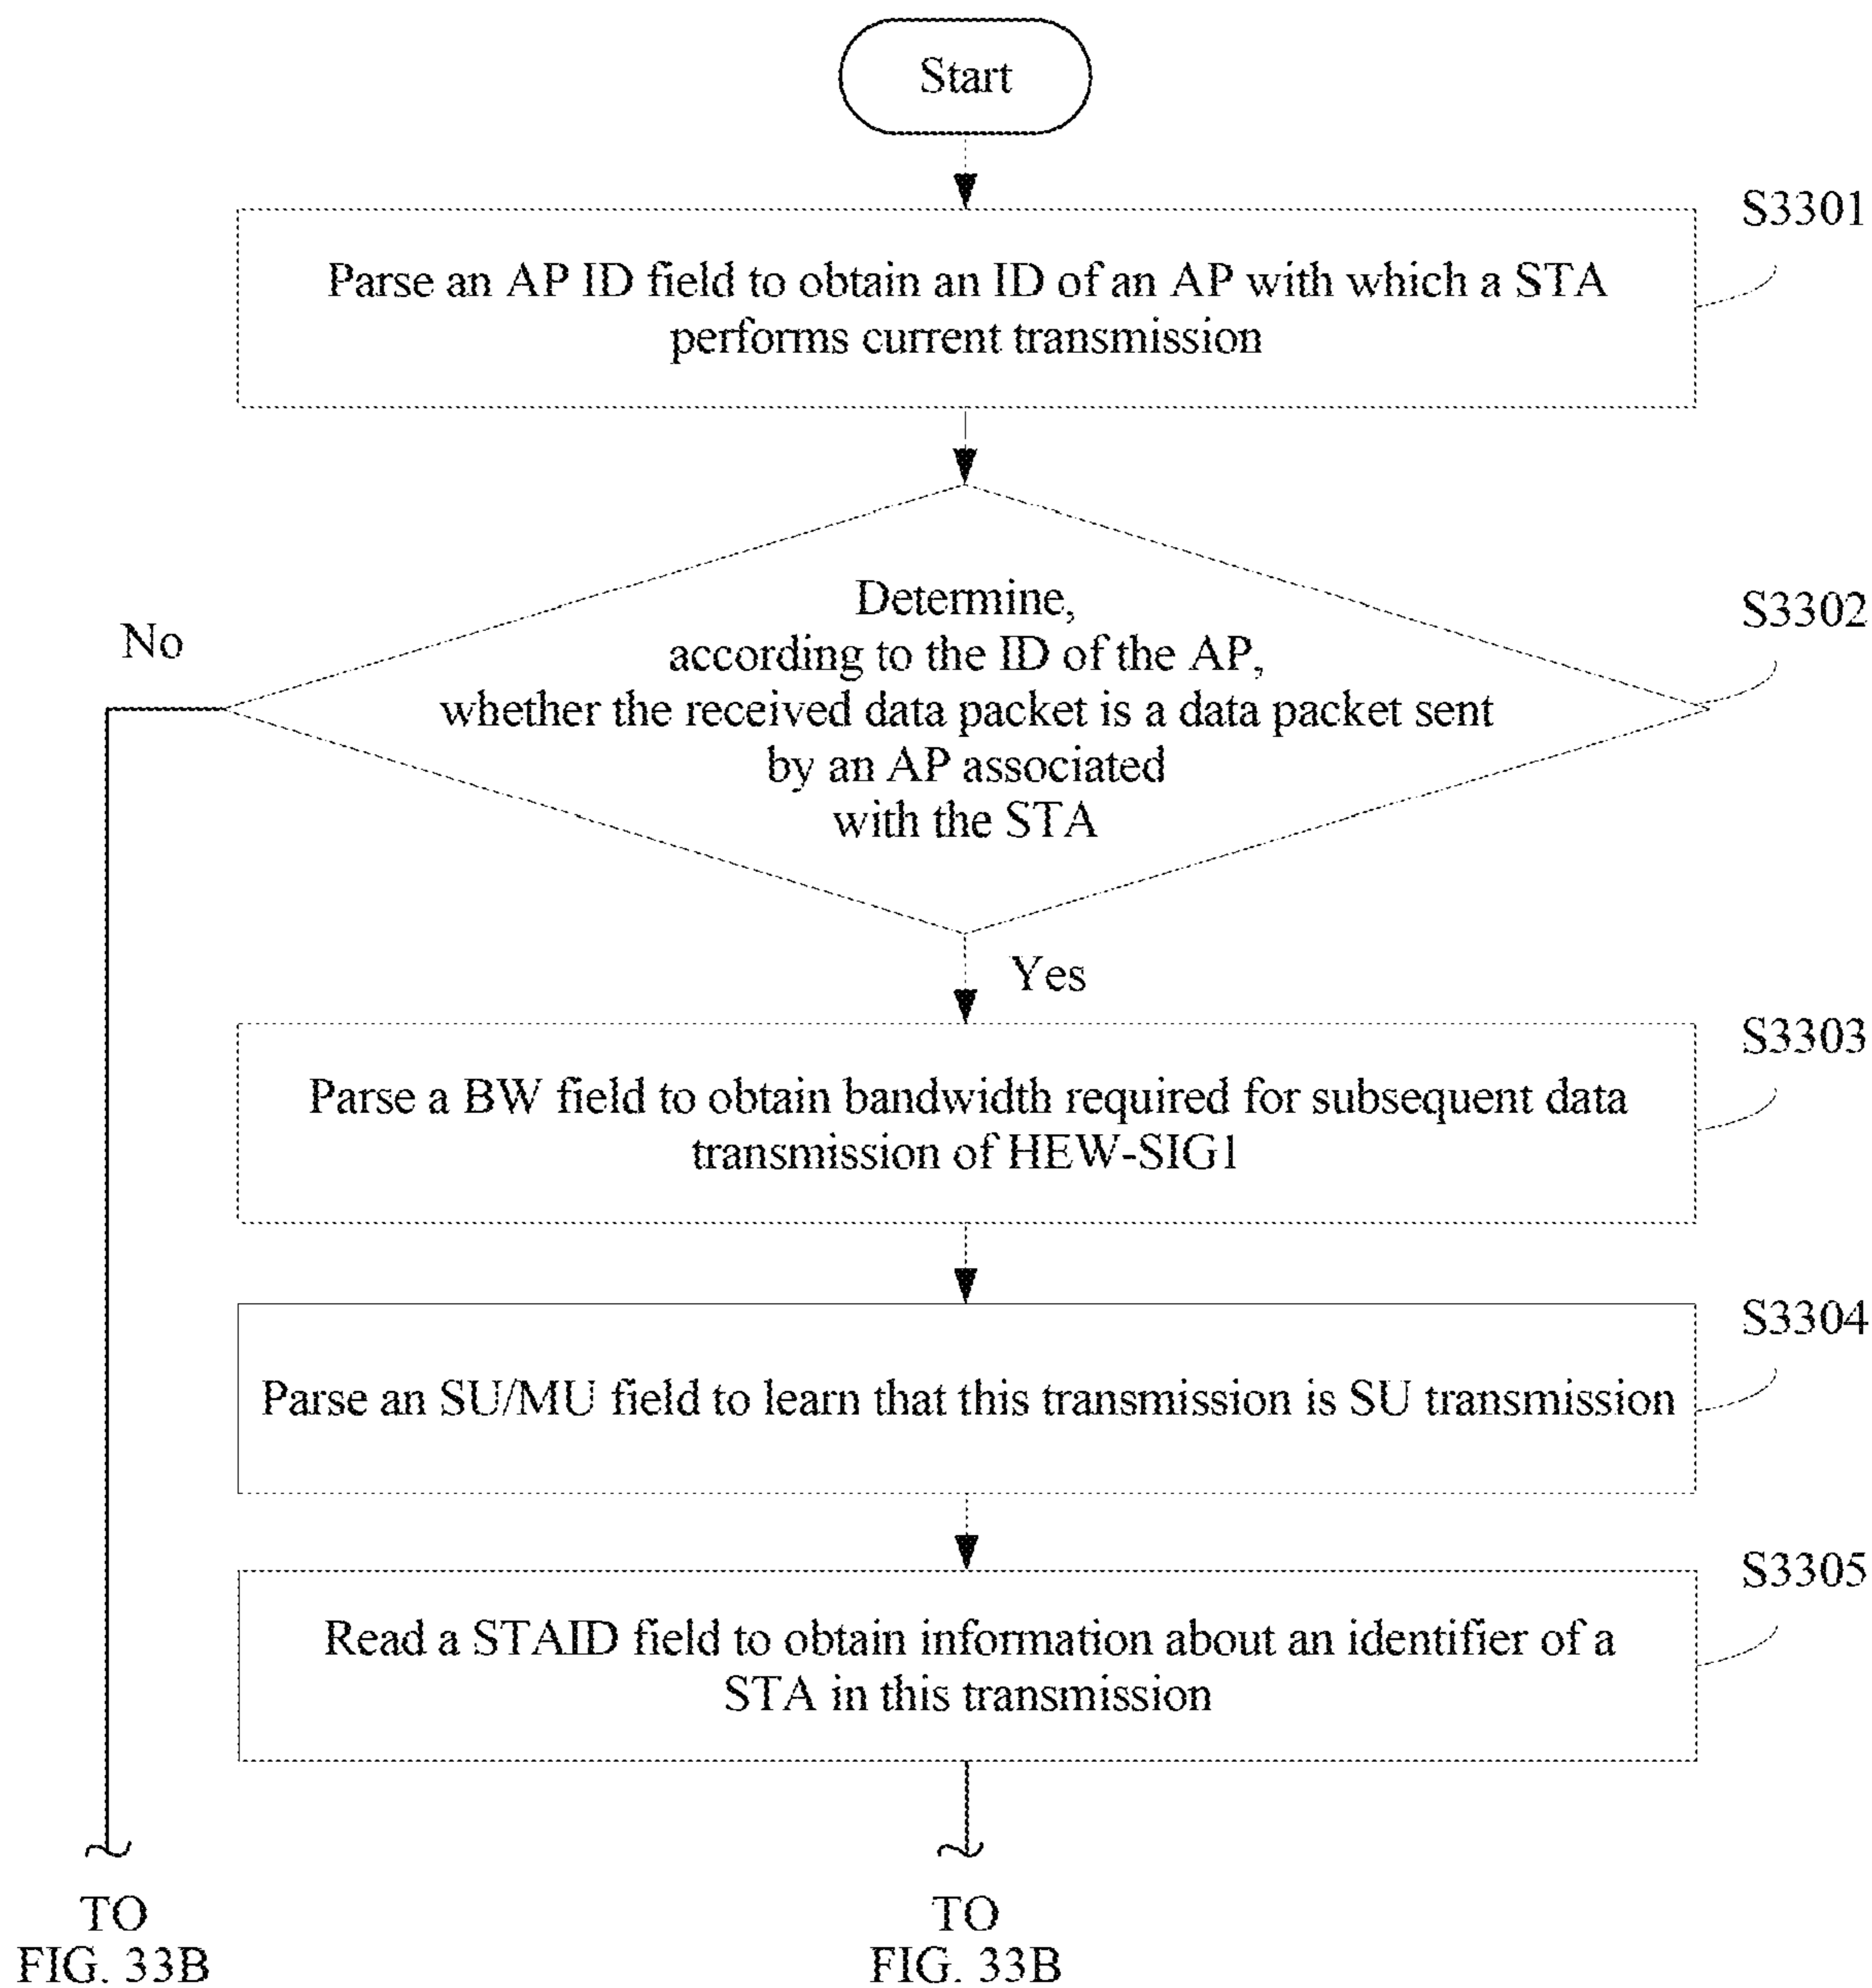 Start
S3301
Parse an AP ID field to obtain an ID of an AP with which a STA
performs current transmission
Determine,
according to the ID of the AP,
whether the received data packet is a data packet sent
by an AP associated
with the STA
S3302
No
Yes
S3303
Parse a BW field to obtain bandwidth required for subsequent data
transmission of HEW-SIG1
S3304
Parse an SU/MU field to learn that this transmission is SU transmission
S3305
Read a STAID field to obtain information about an identifier of a
STA in this transmission
TO
FIG. 33B
TO
FIG. 33B